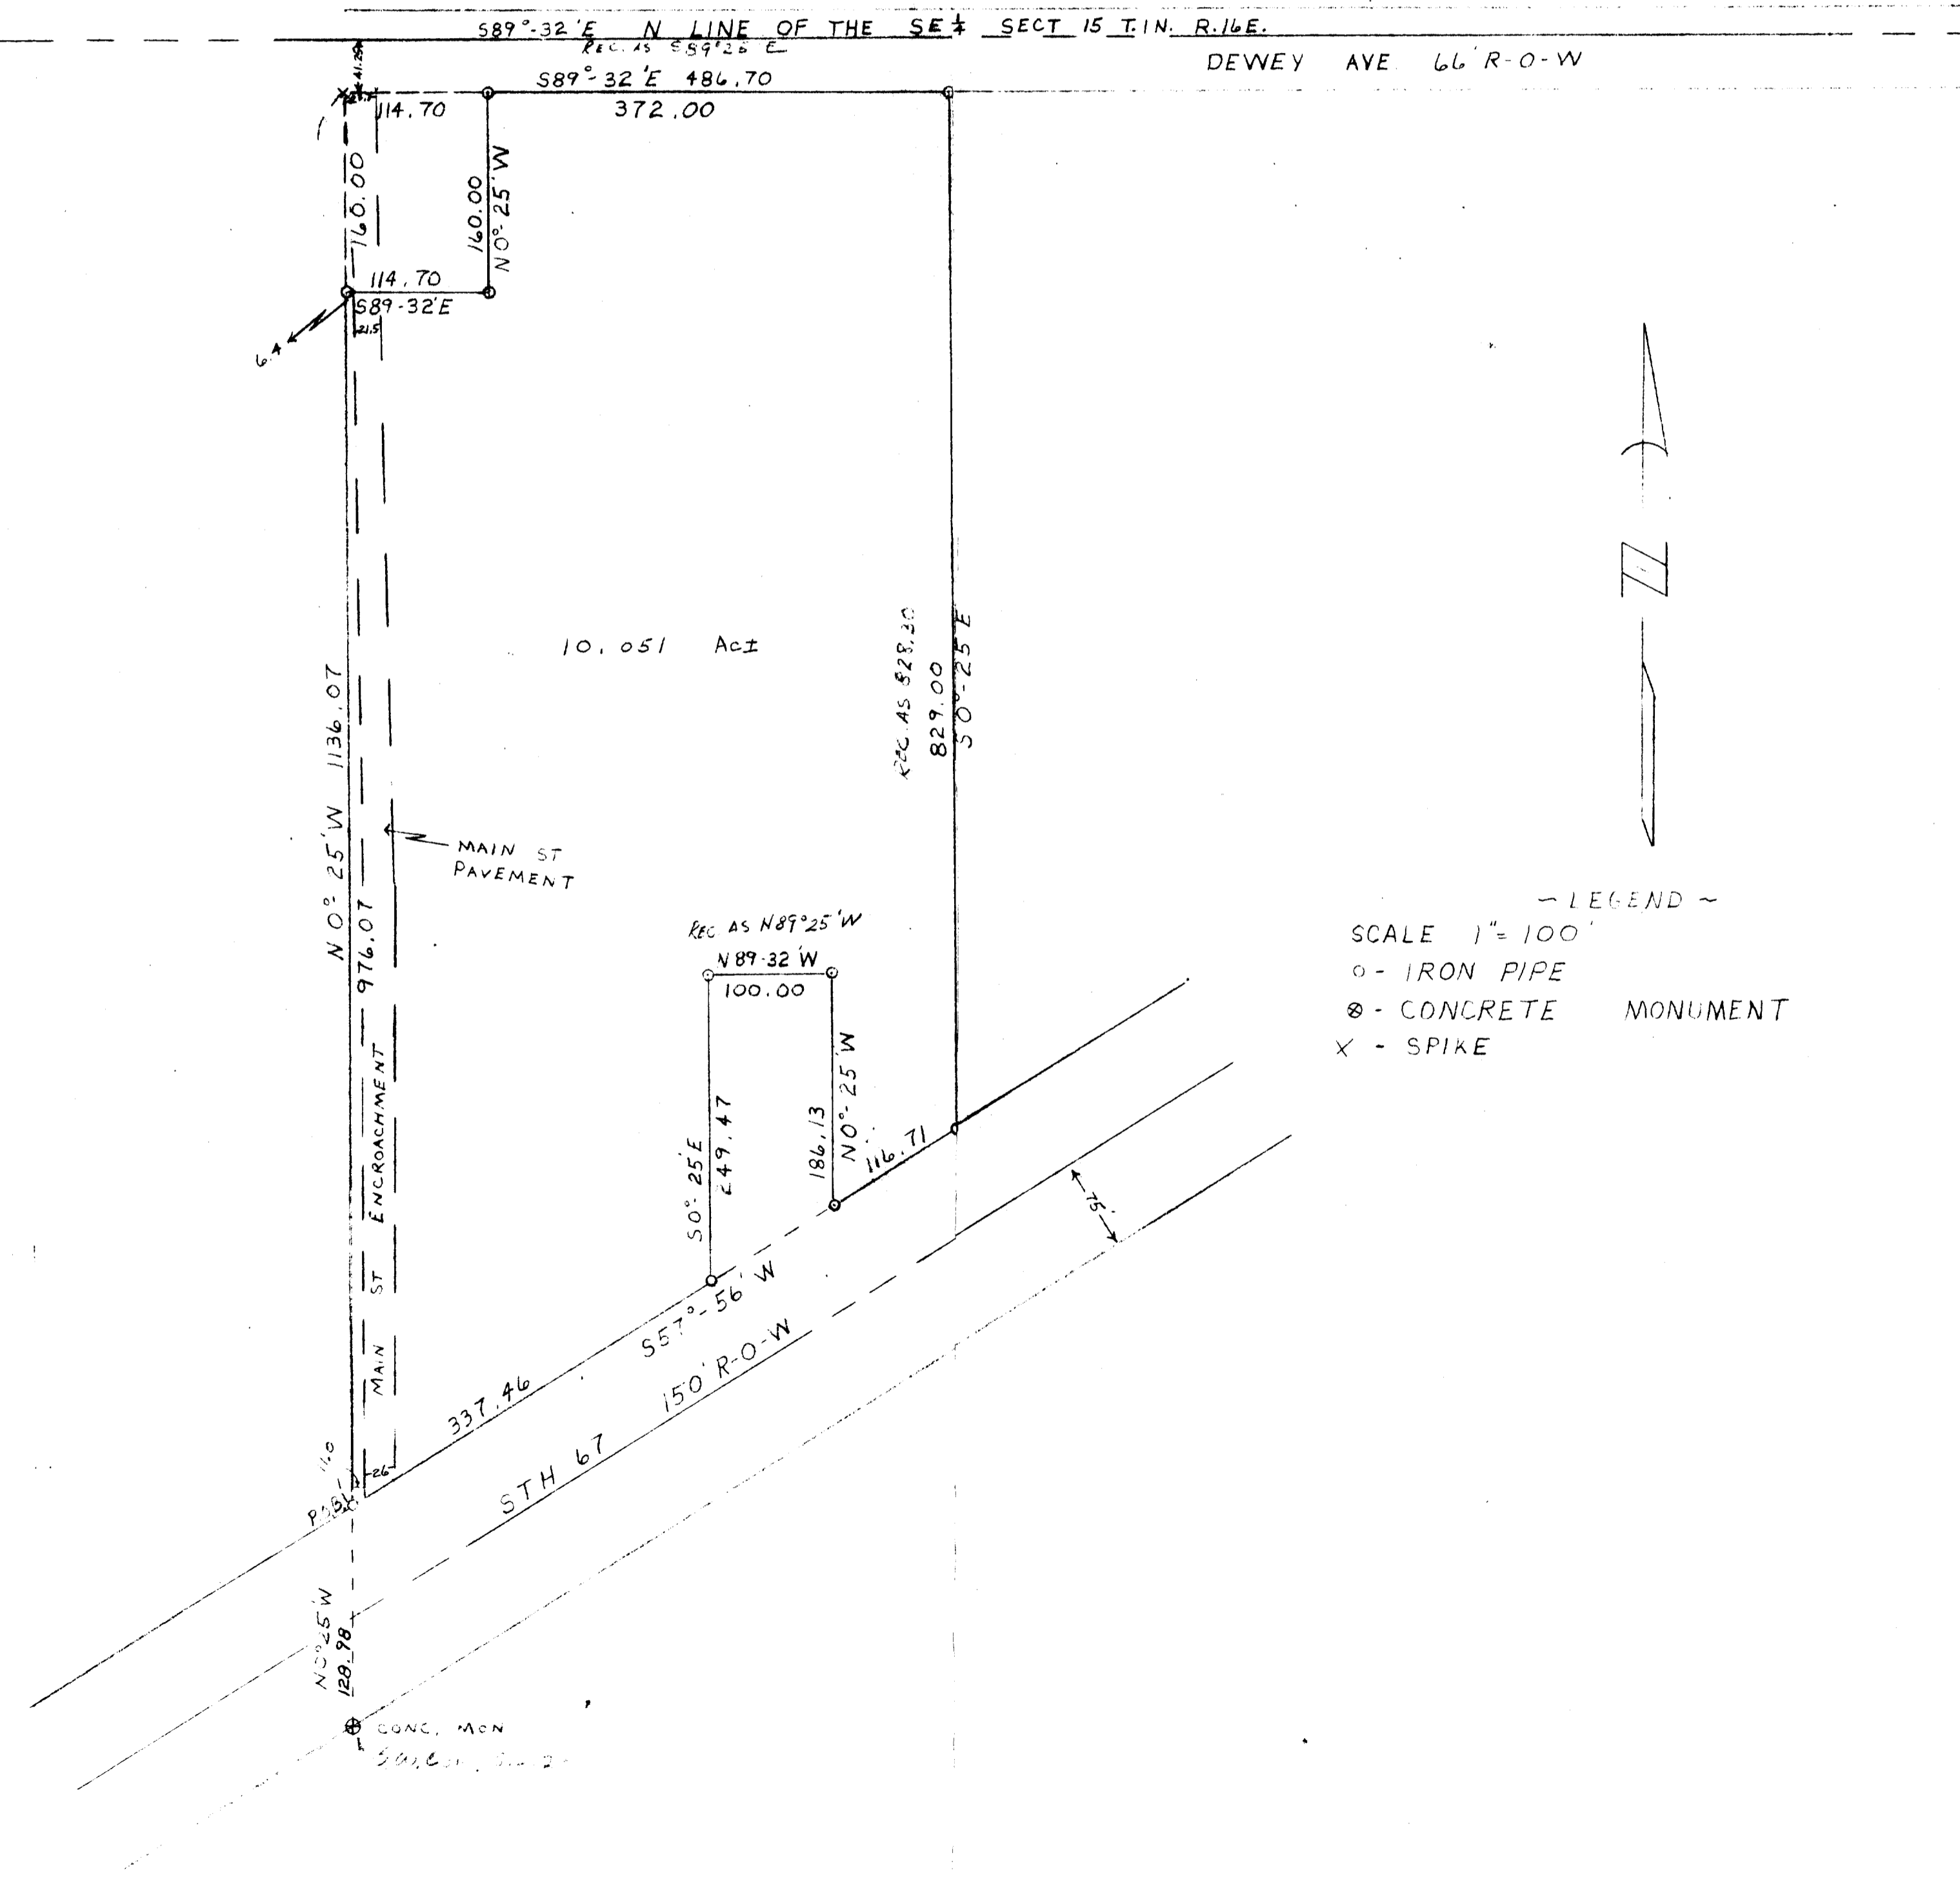 S89°-32'E N LINE OF THE SE¼ SECT 15 T.1N. R.16E.
REC. AS S89°25' E
DEWEY AVE. 66' R-O-W
41.25
S89°-32'E 486.70
114.70
372.00
160.00
160.00
N0°-25'W
114.70
S89-32'E
21.5
6.4
10.051 Ac±
REC. AS 828.30
829.00
S0°-25'E
N0°-25'W 1136.07
976.07
MAIN ST
PAVEMENT
MAIN ST ENCROACHMENT
REC. AS N89°25'W
N89-32'W
100.00
S0°-25'E
249.47
186.13
N0°-25'W
116.71
S57°-56'W
337.46
STH 67 150' R-O-W
75'
26
11.0
P.O.B.
N0°25'W
128.98
CONC. MON
N
~ LEGEND ~
SCALE 1"=100'
o - IRON PIPE
⊗ - CONCRETE MONUMENT
X - SPIKE